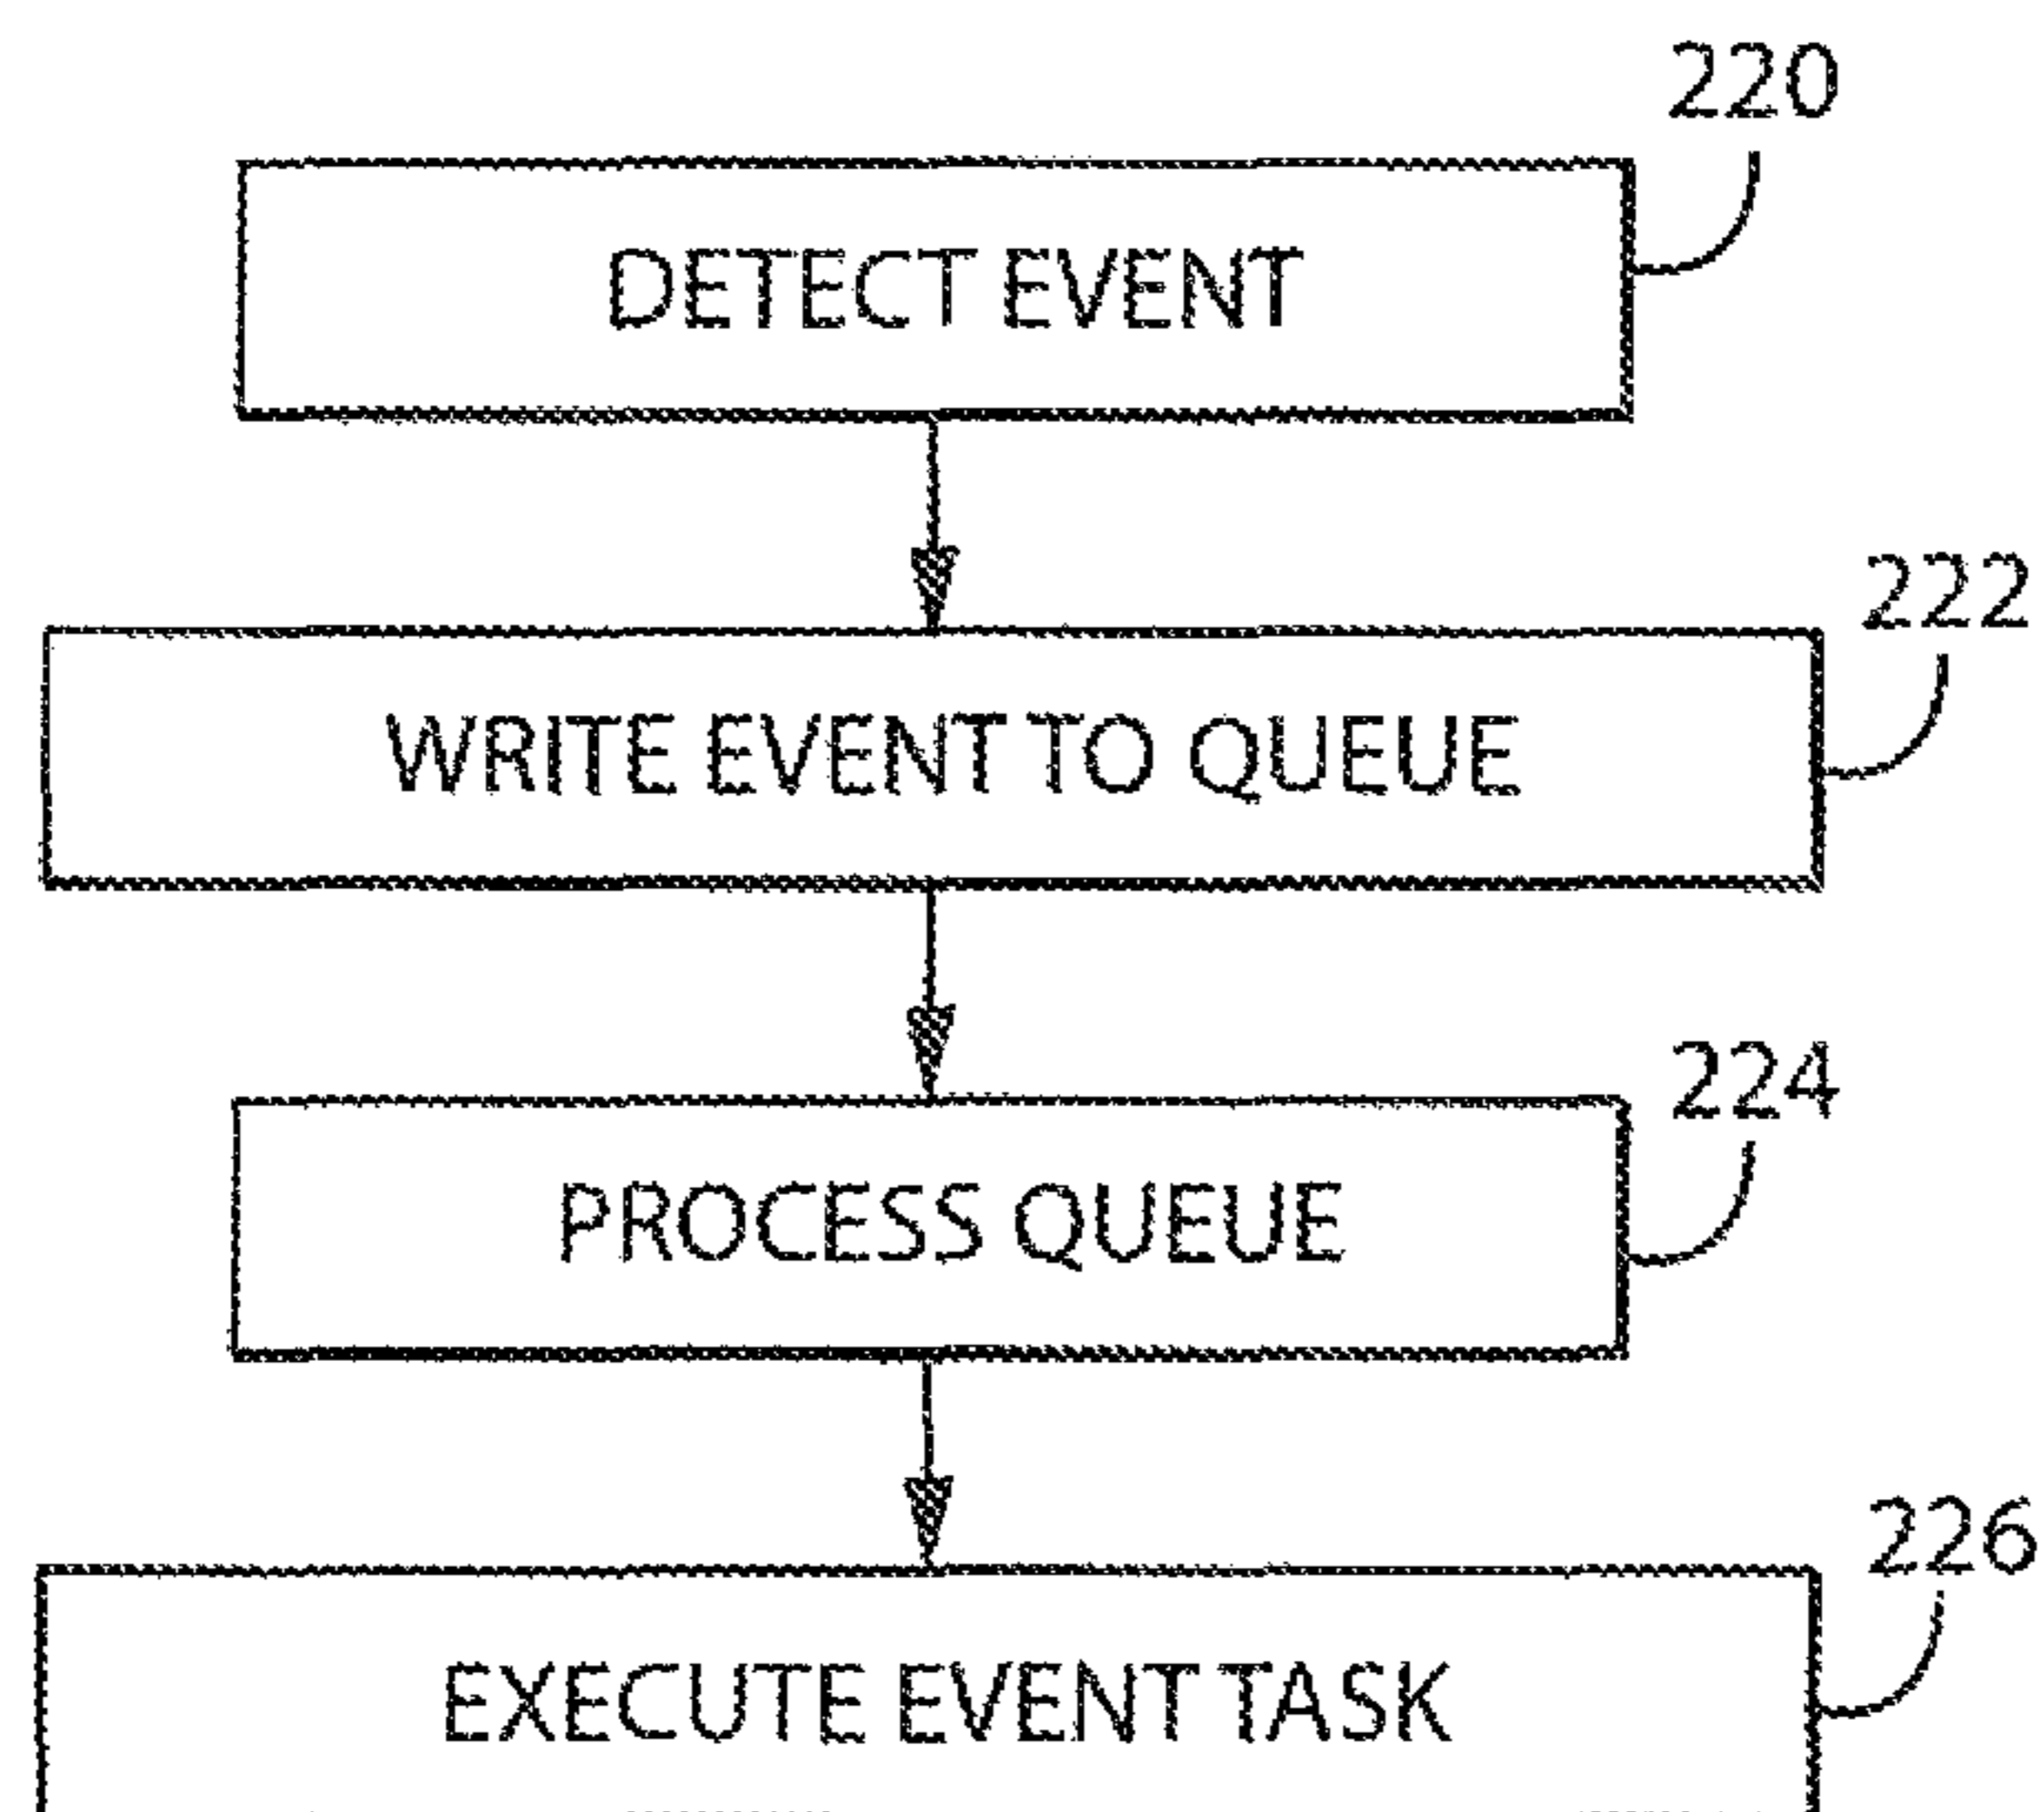 220
DETECT EVENT
222
WRITE EVENT TO QUEUE
224
PROCESS QUEUE
226
EXECUTE EVENT TASK